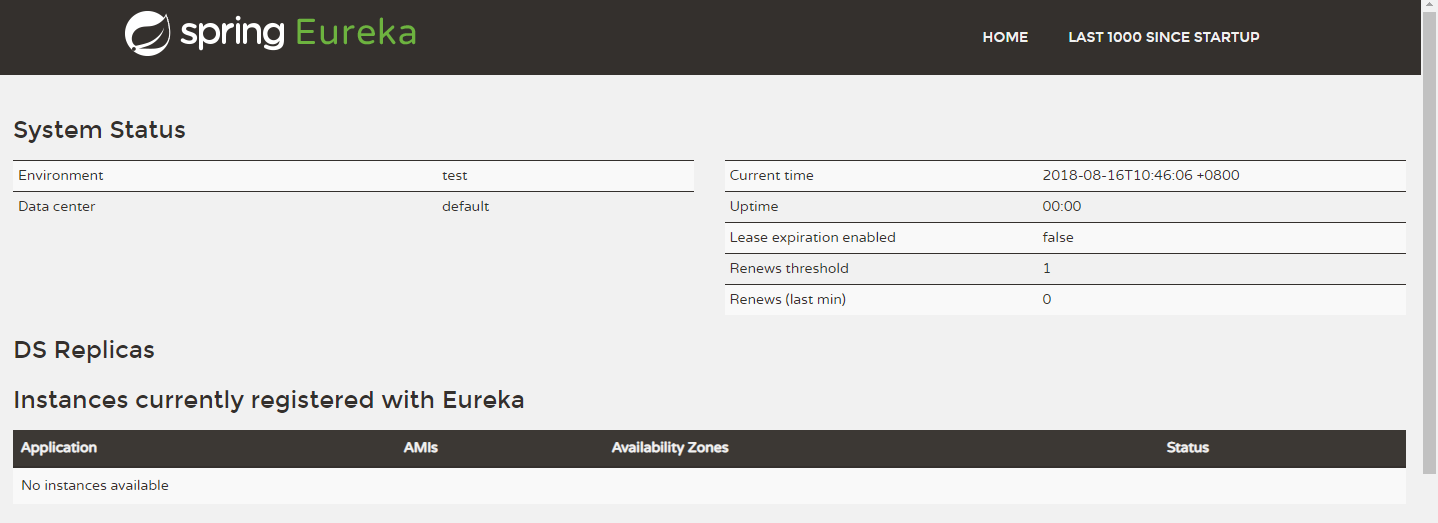 spring Eureka
HOME LAST 1000 SINCE STARTUP
System Status
Environment test
Data center default
Current time 2018-08-16T10:46:06 +0800
Uptime 00:00
Lease expiration enabled false
Renews threshold 1
Renews (last min) 0
DS Replicas
Instances currently registered with Eureka
Application AMIs Availability Zones Status
No instances available